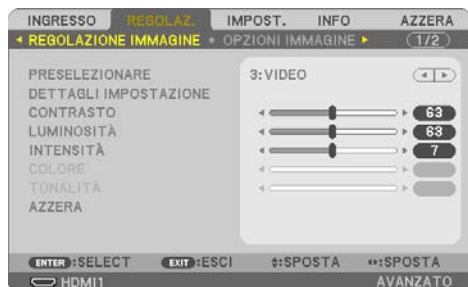 INGRESSO REGOLAZ. IMPOST. INFO AZZERA
REGOLAZIONE IMMAGINE • OPZIONI IMMAGINE (1/2)
PRESELEZIONARE 3:VIDEO
DETTAGLI IMPOSTAZIONE
CONTRASTO 63
LUMINOSITÀ 63
INTENSITÀ 7
COLORE
TONALITÀ
AZZERA
ENTER:SELECT EXIT:ESCI :SPOSTA :SPOSTA
HDMI1 AVANZATO